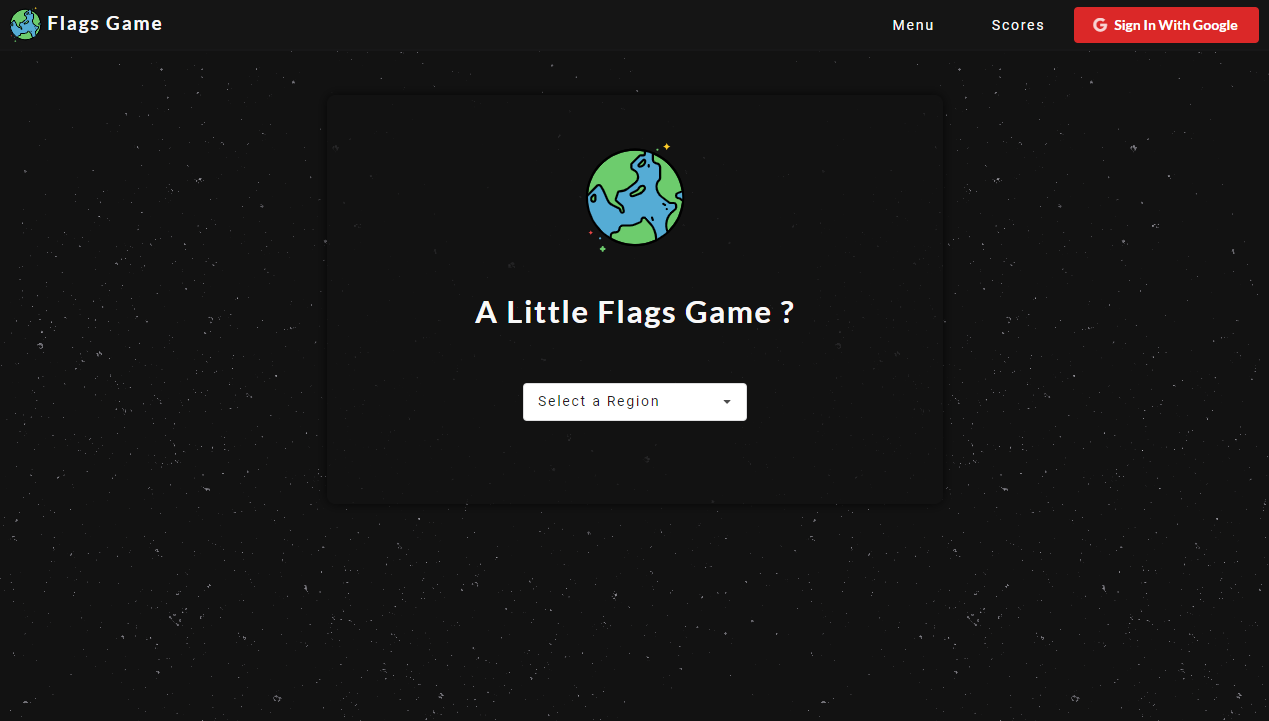 Flags Game
Menu
Scores
Sign In With Google
A Little Flags Game ?
Select a Region